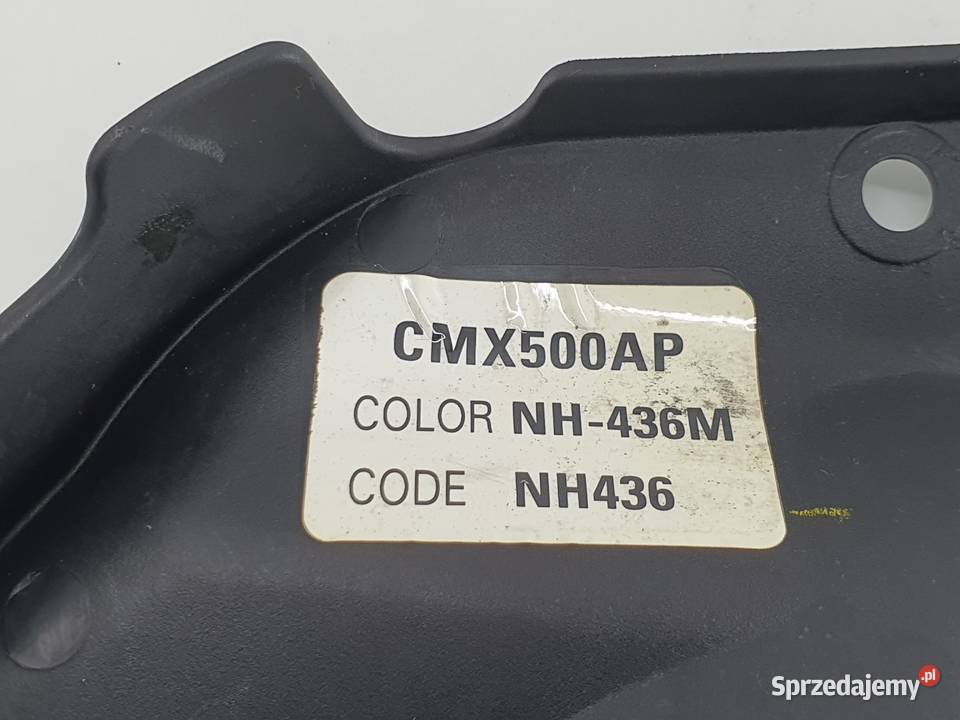 CMX500AP
COLOR NH-436M
CODE NH436
Sprzedajemy.pl